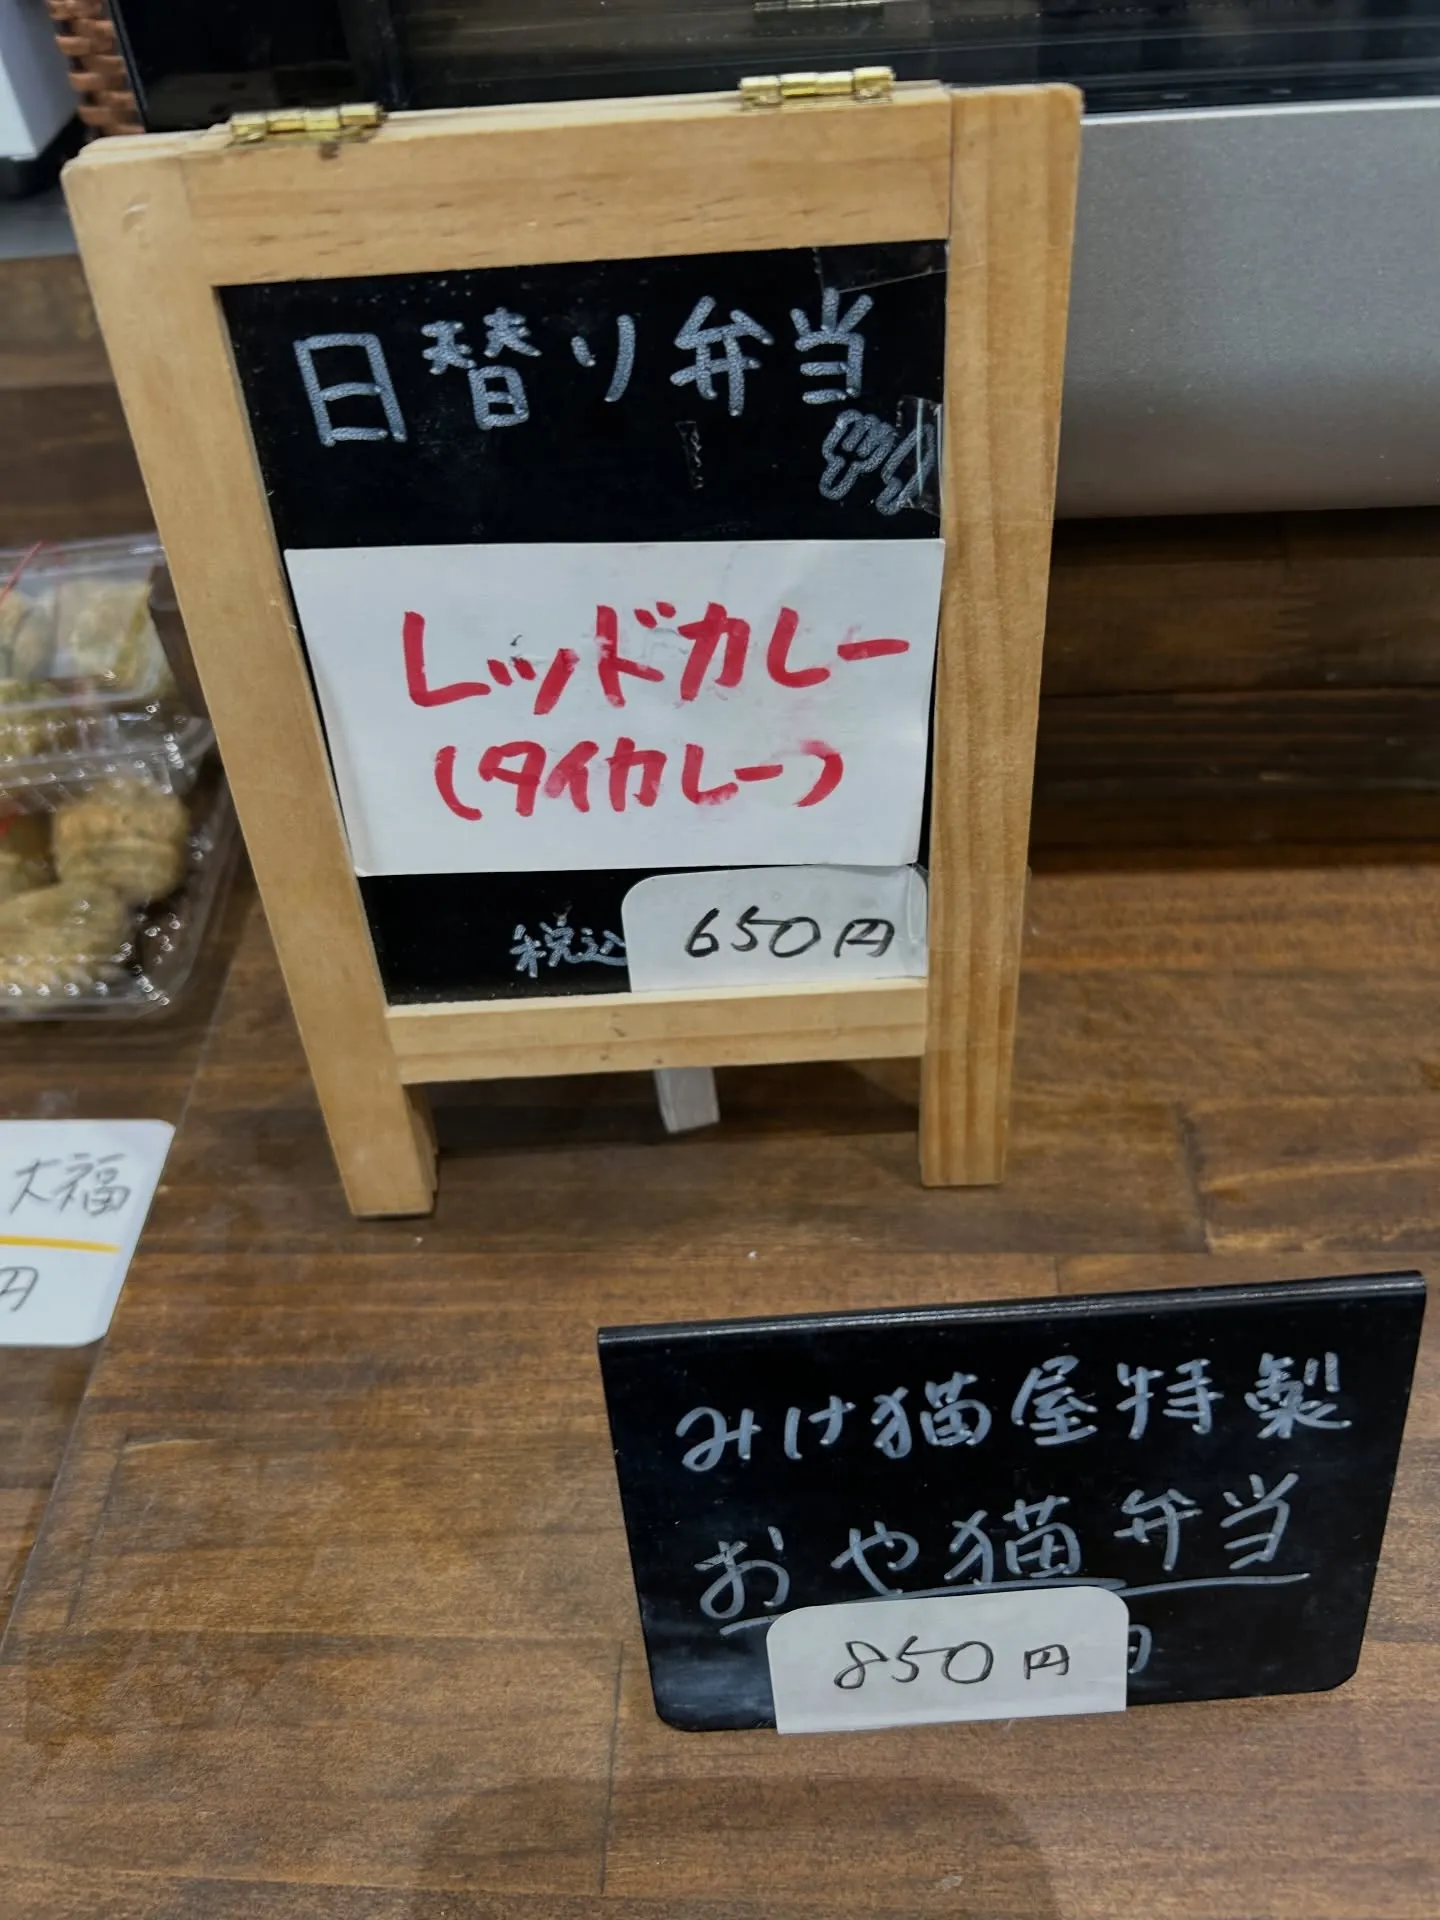 日替り弁当
レッドカレー
(タイカレー)
税込 650円
大福
円
みけ猫屋特製
おや猫弁当
850円
円